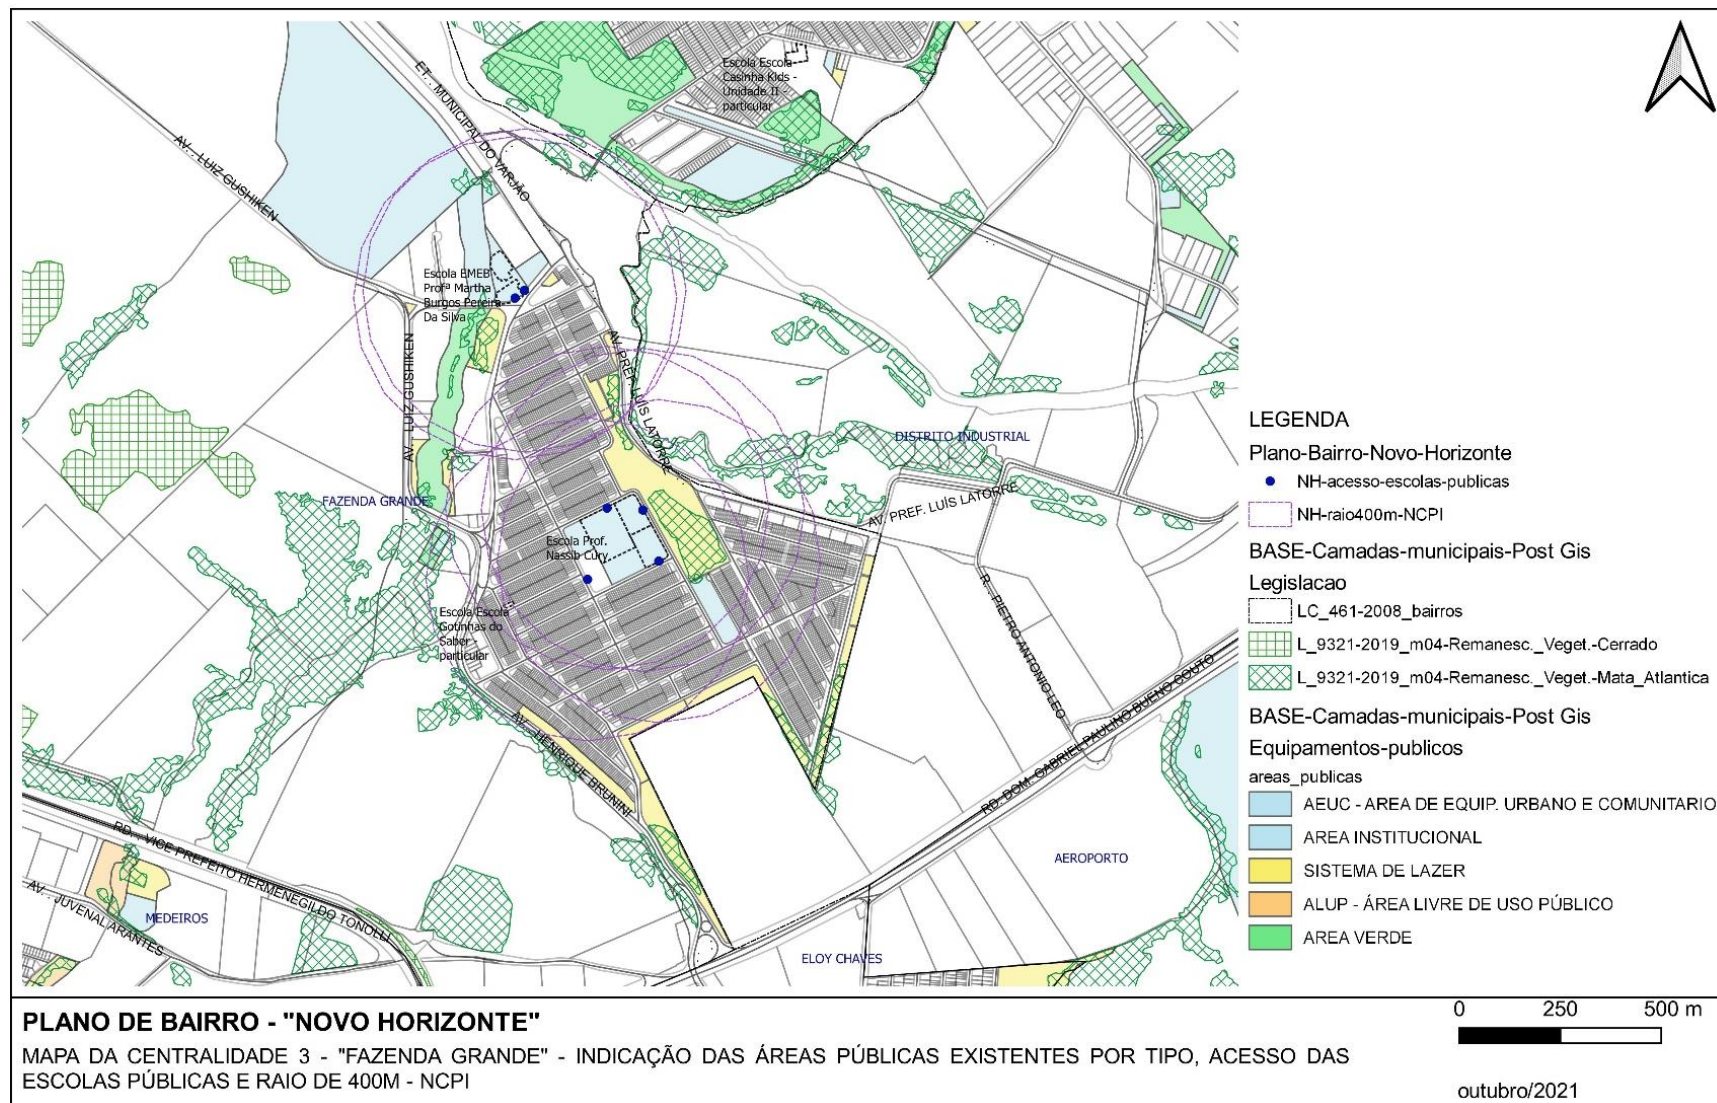 Escola Escola
Casinha Kids -
Unidade II -
particular
ET. . MUNICIPAL DO VARJÃO
AV. . LUIZ GUSHIKEN
Escola EMEB
Profª Martha
Burgos Pereira
Da Silva
AV. . LUIZ GUSHIKEN
AV. PREF. LUÍS LATORRE
DISTRITO INDUSTRIAL
FAZENDA GRANDE
AV. PREF. LUÍS LATORRE
Escola Prof.
Nassib Cury
R. . PIETRO ANTONIO LEO
Escola Escola
Gotinhas do
Saber -
particular
AV. . HENRIQUE BRUNINI
RD. DOM. GABRIEL PAULINO BUENO COUTO
RD. . VICE PREFEITO HERMENEGILDO TONOLLI
AEROPORTO
AV. . JUVENAL ARANTES
MEDEIROS
ELOY CHAVES
LEGENDA
Plano-Bairro-Novo-Horizonte
NH-acesso-escolas-publicas
NH-raio400m-NCPI
BASE-Camadas-municipais-Post Gis
Legislacao
LC_461-2008_bairros
L_9321-2019_m04-Remanesc._Veget.-Cerrado
L_9321-2019_m04-Remanesc._Veget.-Mata_Atlantica
BASE-Camadas-municipais-Post Gis
Equipamentos-publicos
areas_publicas
AEUC - AREA DE EQUIP. URBANO E COMUNITARIO
AREA INSTITUCIONAL
SISTEMA DE LAZER
ALUP - ÁREA LIVRE DE USO PÚBLICO
AREA VERDE
PLANO DE BAIRRO - "NOVO HORIZONTE"
MAPA DA CENTRALIDADE 3 - "FAZENDA GRANDE" - INDICAÇÃO DAS ÁREAS PÚBLICAS EXISTENTES POR TIPO, ACESSO DAS
ESCOLAS PÚBLICAS E RAIO DE 400M - NCPI
0 250 500 m
outubro/2021